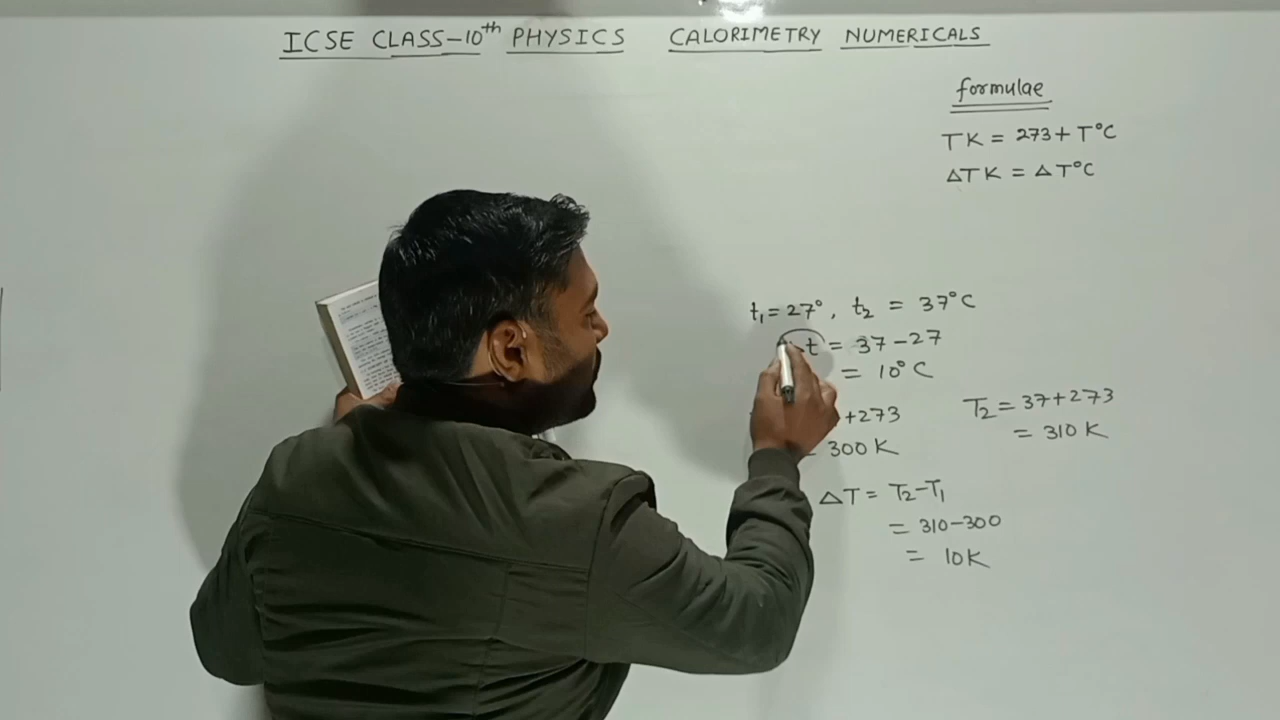 ICSE CLASS-10th PHYSICS CALORIMETRY NUMERICALS
formulae
TK = 273 + T°C
ΔTK = ΔT°C
t₁ = 27°, t₂ = 37°C
t = 37 - 27
= 10°C
+273
= 300 K
T₂ = 37 + 273
= 310 K
ΔT = T₂ - T₁
= 310 - 300
= 10K